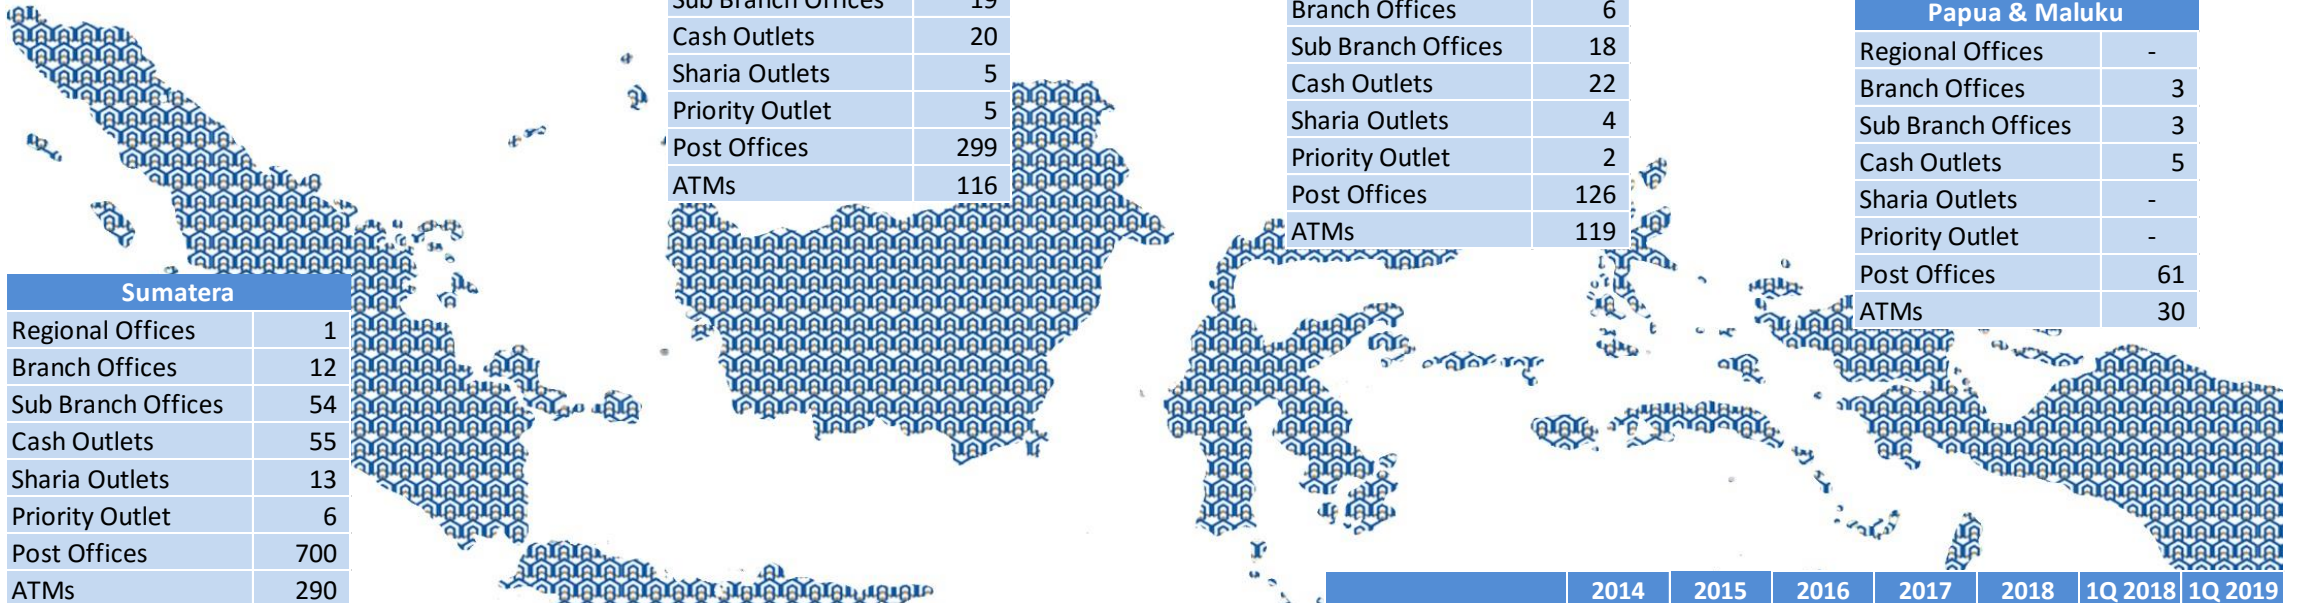 Sub Branch Offices 19
Cash Outlets 20
Sharia Outlets 5
Priority Outlet 5
Post Offices 299
ATMs 116
Branch Offices 6
Sub Branch Offices 18
Cash Outlets 22
Sharia Outlets 4
Priority Outlet 2
Post Offices 126
ATMs 119
Papua & Maluku
Regional Offices -
Branch Offices 3
Sub Branch Offices 3
Cash Outlets 5
Sharia Outlets -
Priority Outlet -
Post Offices 61
ATMs 30
Sumatera
Regional Offices 1
Branch Offices 12
Sub Branch Offices 54
Cash Outlets 55
Sharia Outlets 13
Priority Outlet 6
Post Offices 700
ATMs 290
2014 2015 2016 2017 2018 1Q 2018 1Q 2019